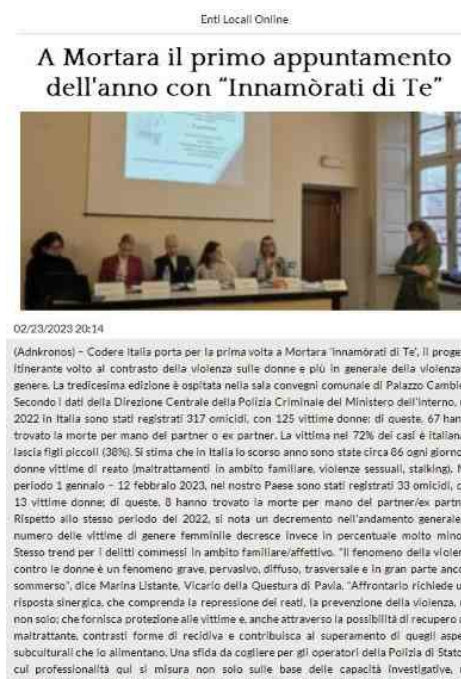 Enti Locali Online
A Mortara il primo appuntamento
dell'anno con “Innamòrati di Te”
02/23/2023 20:14
(Adnkronos) – Codere Italia porta per la prima volta a Mortara 'Innamòrati di Te', il proge
itinerante volto al contrasto della violenza sulle donne e più in generale della violenza
genere. La tredicesima edizione è ospitata nella sala convegni comunale di Palazzo Cambie
Secondo i dati della Direzione Centrale della Polizia Criminale del Ministero dell'Interno,
2022 in Italia sono stati registrati 317 omicidi, con 125 vittime donne: di queste, 67 han
trovato la morte per mano del partner o ex partner. La vittima nel 72% dei casi è italiana
lascia figli piccoli (38%). Si stima che in Italia lo scorso anno sono state circa 86 ogni giorno
donne vittime di reato (maltrattamenti in ambito familiare, violenze sessuali, stalking). N
periodo 1 gennaio – 12 febbraio 2023, nel nostro Paese sono stati registrati 33 omicidi, c
13 vittime donne; di queste, 8 hanno trovato la morte per mano del partner/ex partn
Rispetto allo stesso periodo del 2022, si nota un decremento nell'andamento generale
numero delle vittime di genere femminile decresce invece in percentuale molto mino
Stesso trend per i delitti commessi in ambito familiare/affettivo. "Il fenomeno della violen
contro le donne è un fenomeno grave, pervasivo, diffuso, trasversale e in gran parte anco
sommerso", dice Marina Listante, Vicario della Questura di Pavia. "Affrontarlo richiede u
risposta sinergica, che comprenda la repressione dei reati, la prevenzione della violenza,
non solo; che fornisca protezione alle vittime e, anche attraverso la possibilità di recupero
maltrattante, contrasti forme di recidiva e contribuisca al superamento di quegli aspe
subculturali che lo alimentano. Una sfida da cogliere per gli operatori della Polizia di Stato
cui professionalità qui si misura non solo sulle base delle capacità investigative,